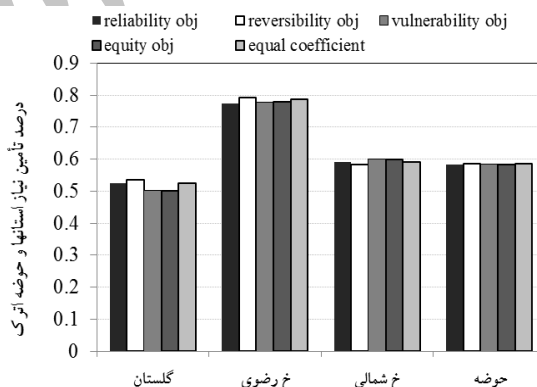 reliability obj reversibility obj vulnerability obj
equity obj equal coefficient
درصد تأمین نیاز استانها و حوضه اترک
0.9
0.8
0.7
0.6
0.5
0.4
0.3
0.2
0.1
0
گلستان خ رضوی خ شمالی حوضه